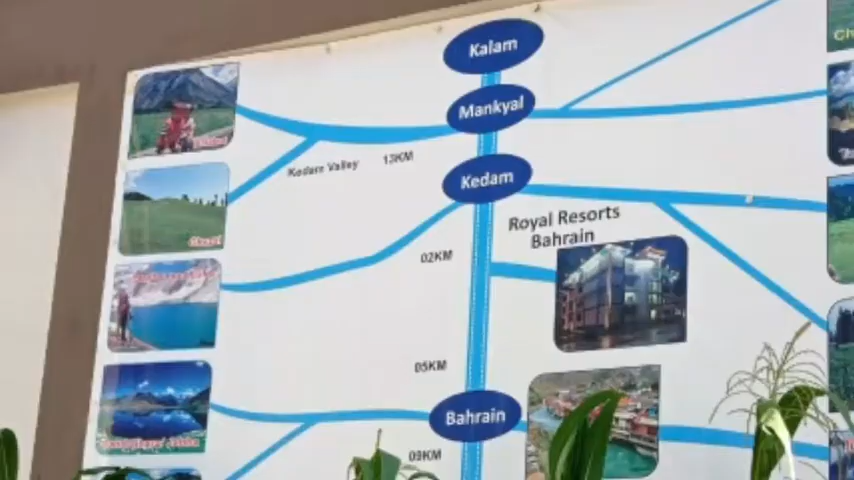 Kalam
Mankyal
Kedam Valley 13KM
Kedam
Royal Resorts
Bahrain
02KM
05KM
Bahrain
09KM